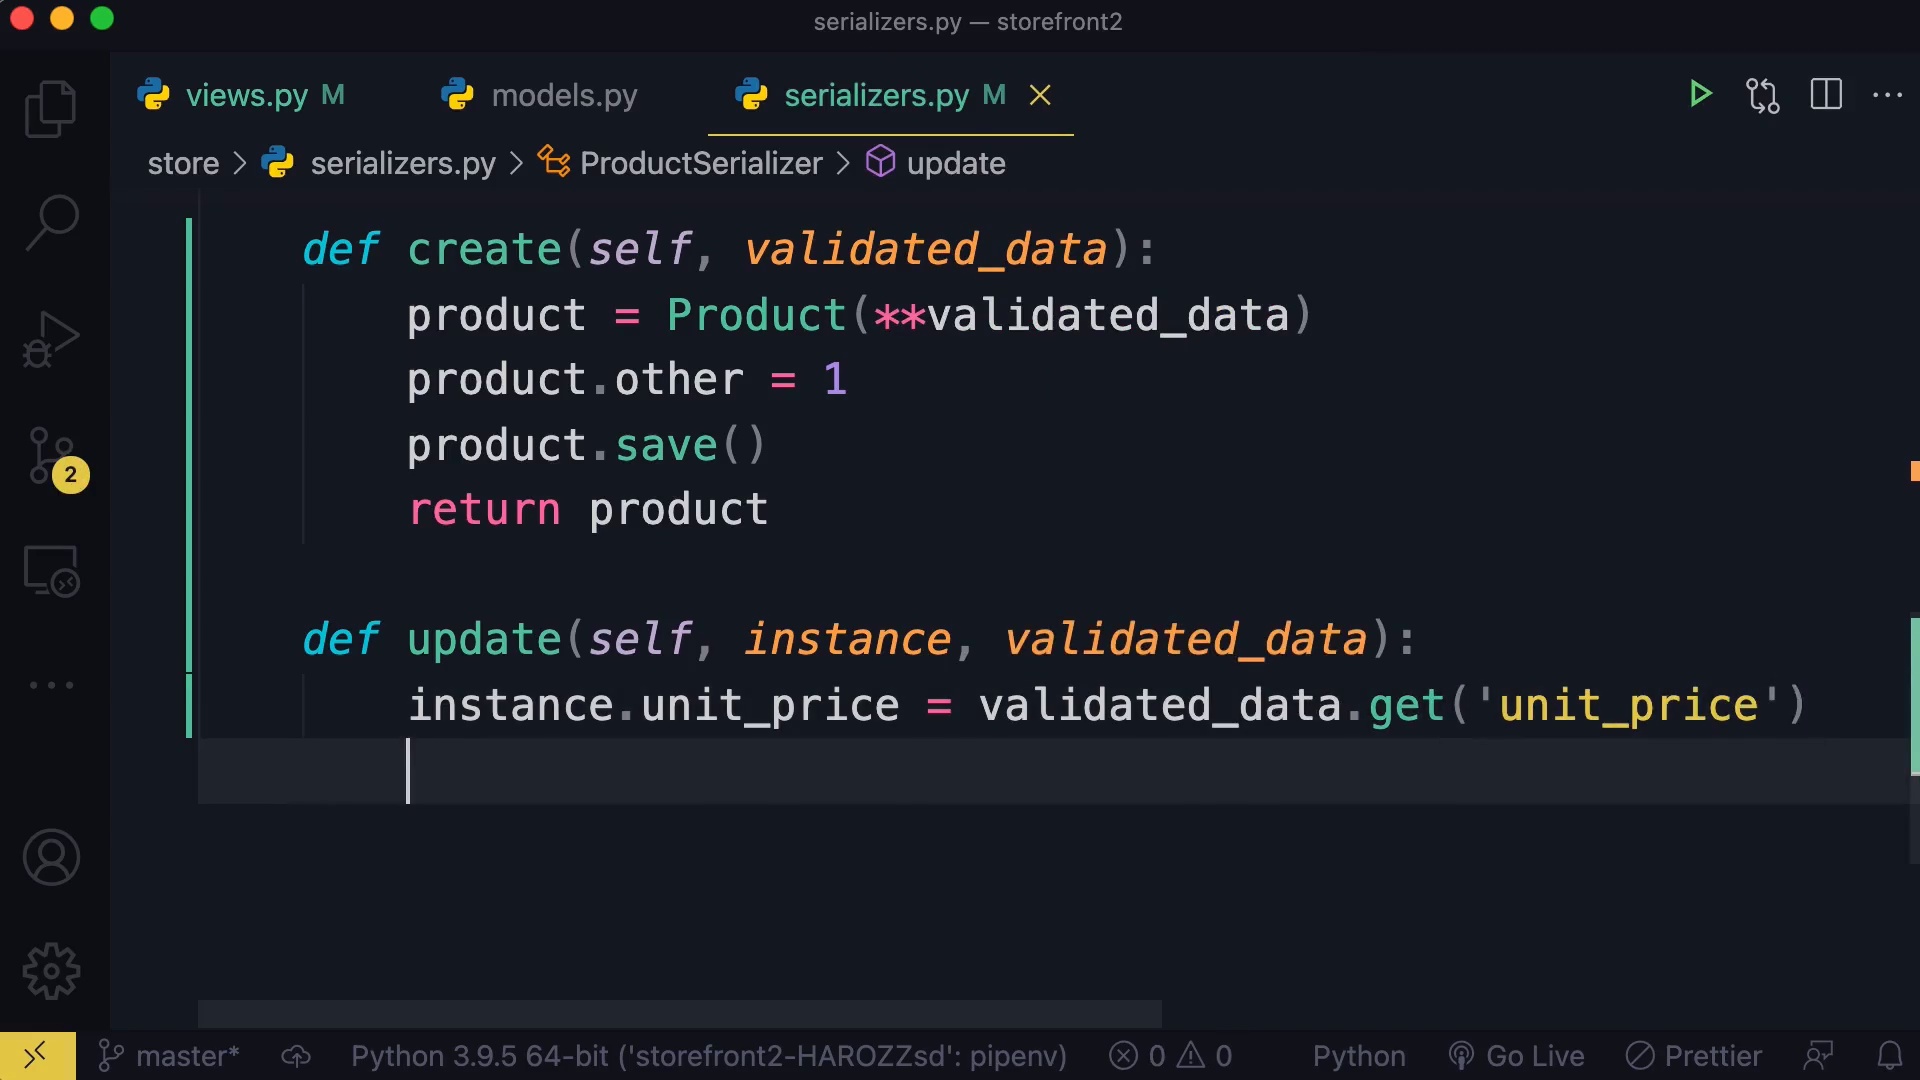 serializers.py — storefront2
views.py M models.py serializers.py M
store > serializers.py > ProductSerializer > update
def create(self, validated_data):
product = Product(**validated_data)
product.other = 1
product.save()
return product
def update(self, instance, validated_data):
instance.unit_price = validated_data.get('unit_price')
2
master* Python 3.9.5 64-bit ('storefront2-HAROZZsd': pipenv) 0 0 Python Go Live Prettier